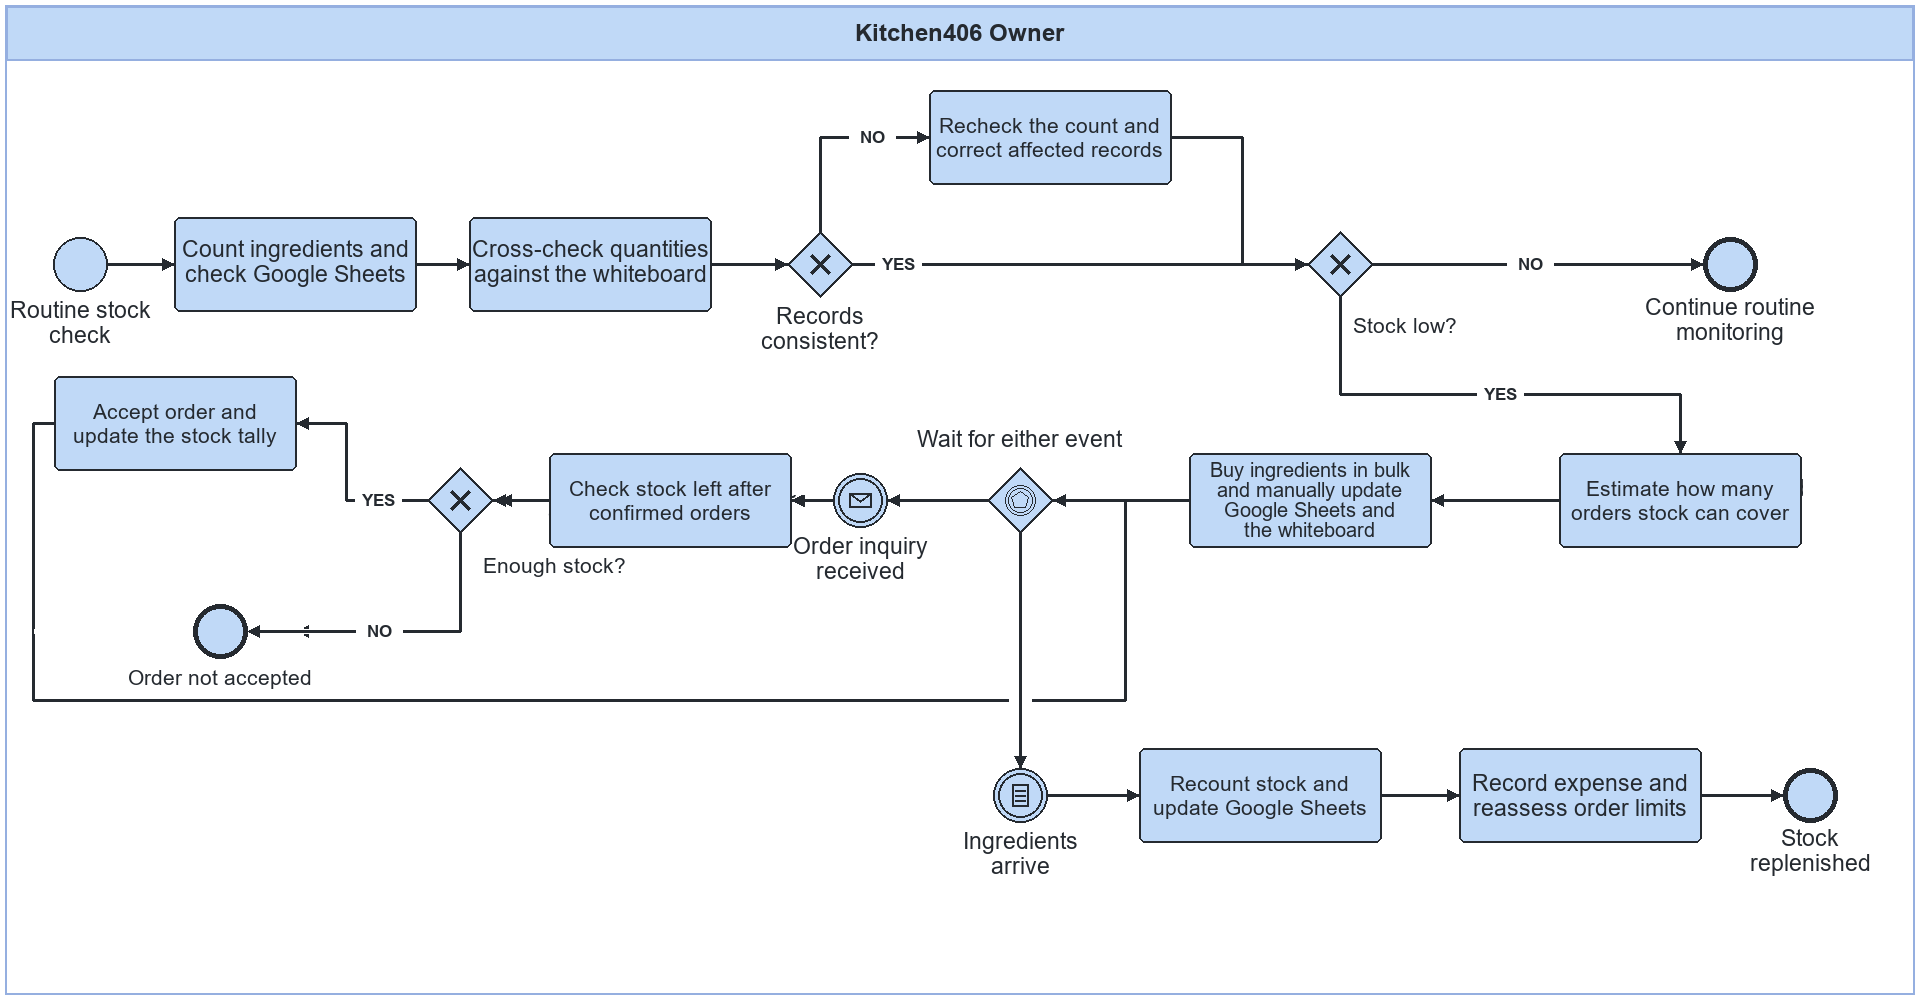 Kitchen406 Owner
Recheck the count and
correct affected records
NO
Count ingredients and
check Google Sheets
Cross-check quantities
against the whiteboard
YES
NO
Routine stock
check
Records
consistent?
Stock low?
Continue routine
monitoring
YES
Accept order and
update the stock tally
YES
Check stock left after
confirmed orders
Enough stock?
Order inquiry
received
Wait for either event
Buy ingredients in bulk
and manually update
Google Sheets and
the whiteboard
Estimate how many
orders stock can cover
NO
Order not accepted
Ingredients
arrive
Recount stock and
update Google Sheets
Record expense and
reassess order limits
Stock
replenished